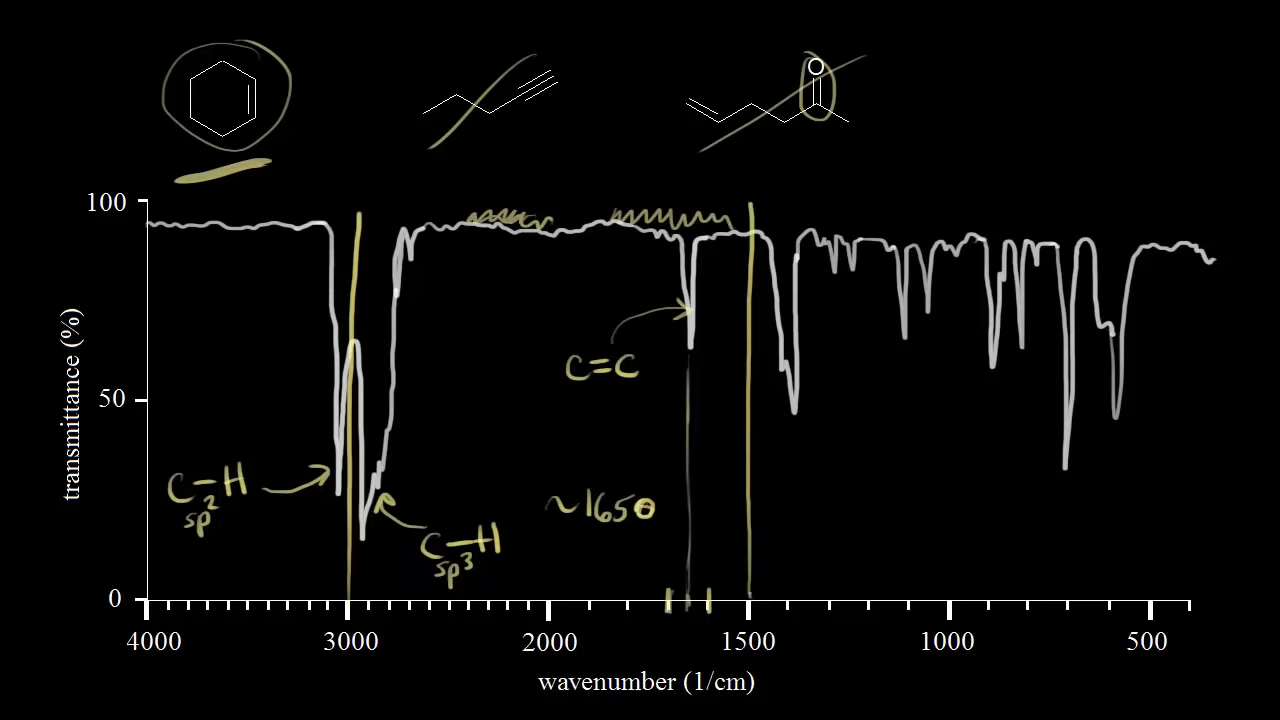 O
100
transmittance (%)
50
0
C=C
C-H
sp2
~1650
C-H
sp3
4000 3000 2000 1500 1000 500
wavenumber (1/cm)